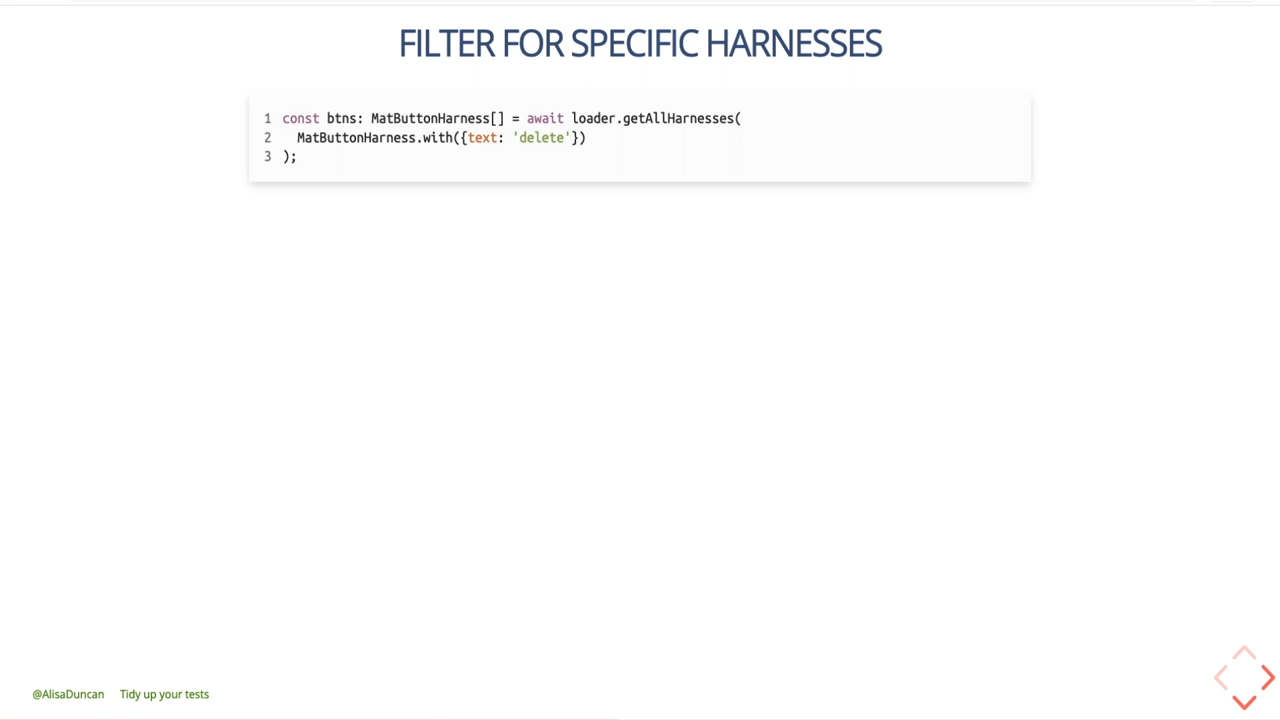 FILTER FOR SPECIFIC HARNESSES
1 const btns: MatButtonHarness[] = await loader.getAllHarnesses(
2   MatButtonHarness.with({text: 'delete'})
3 );
@AlisaDuncan Tidy up your tests